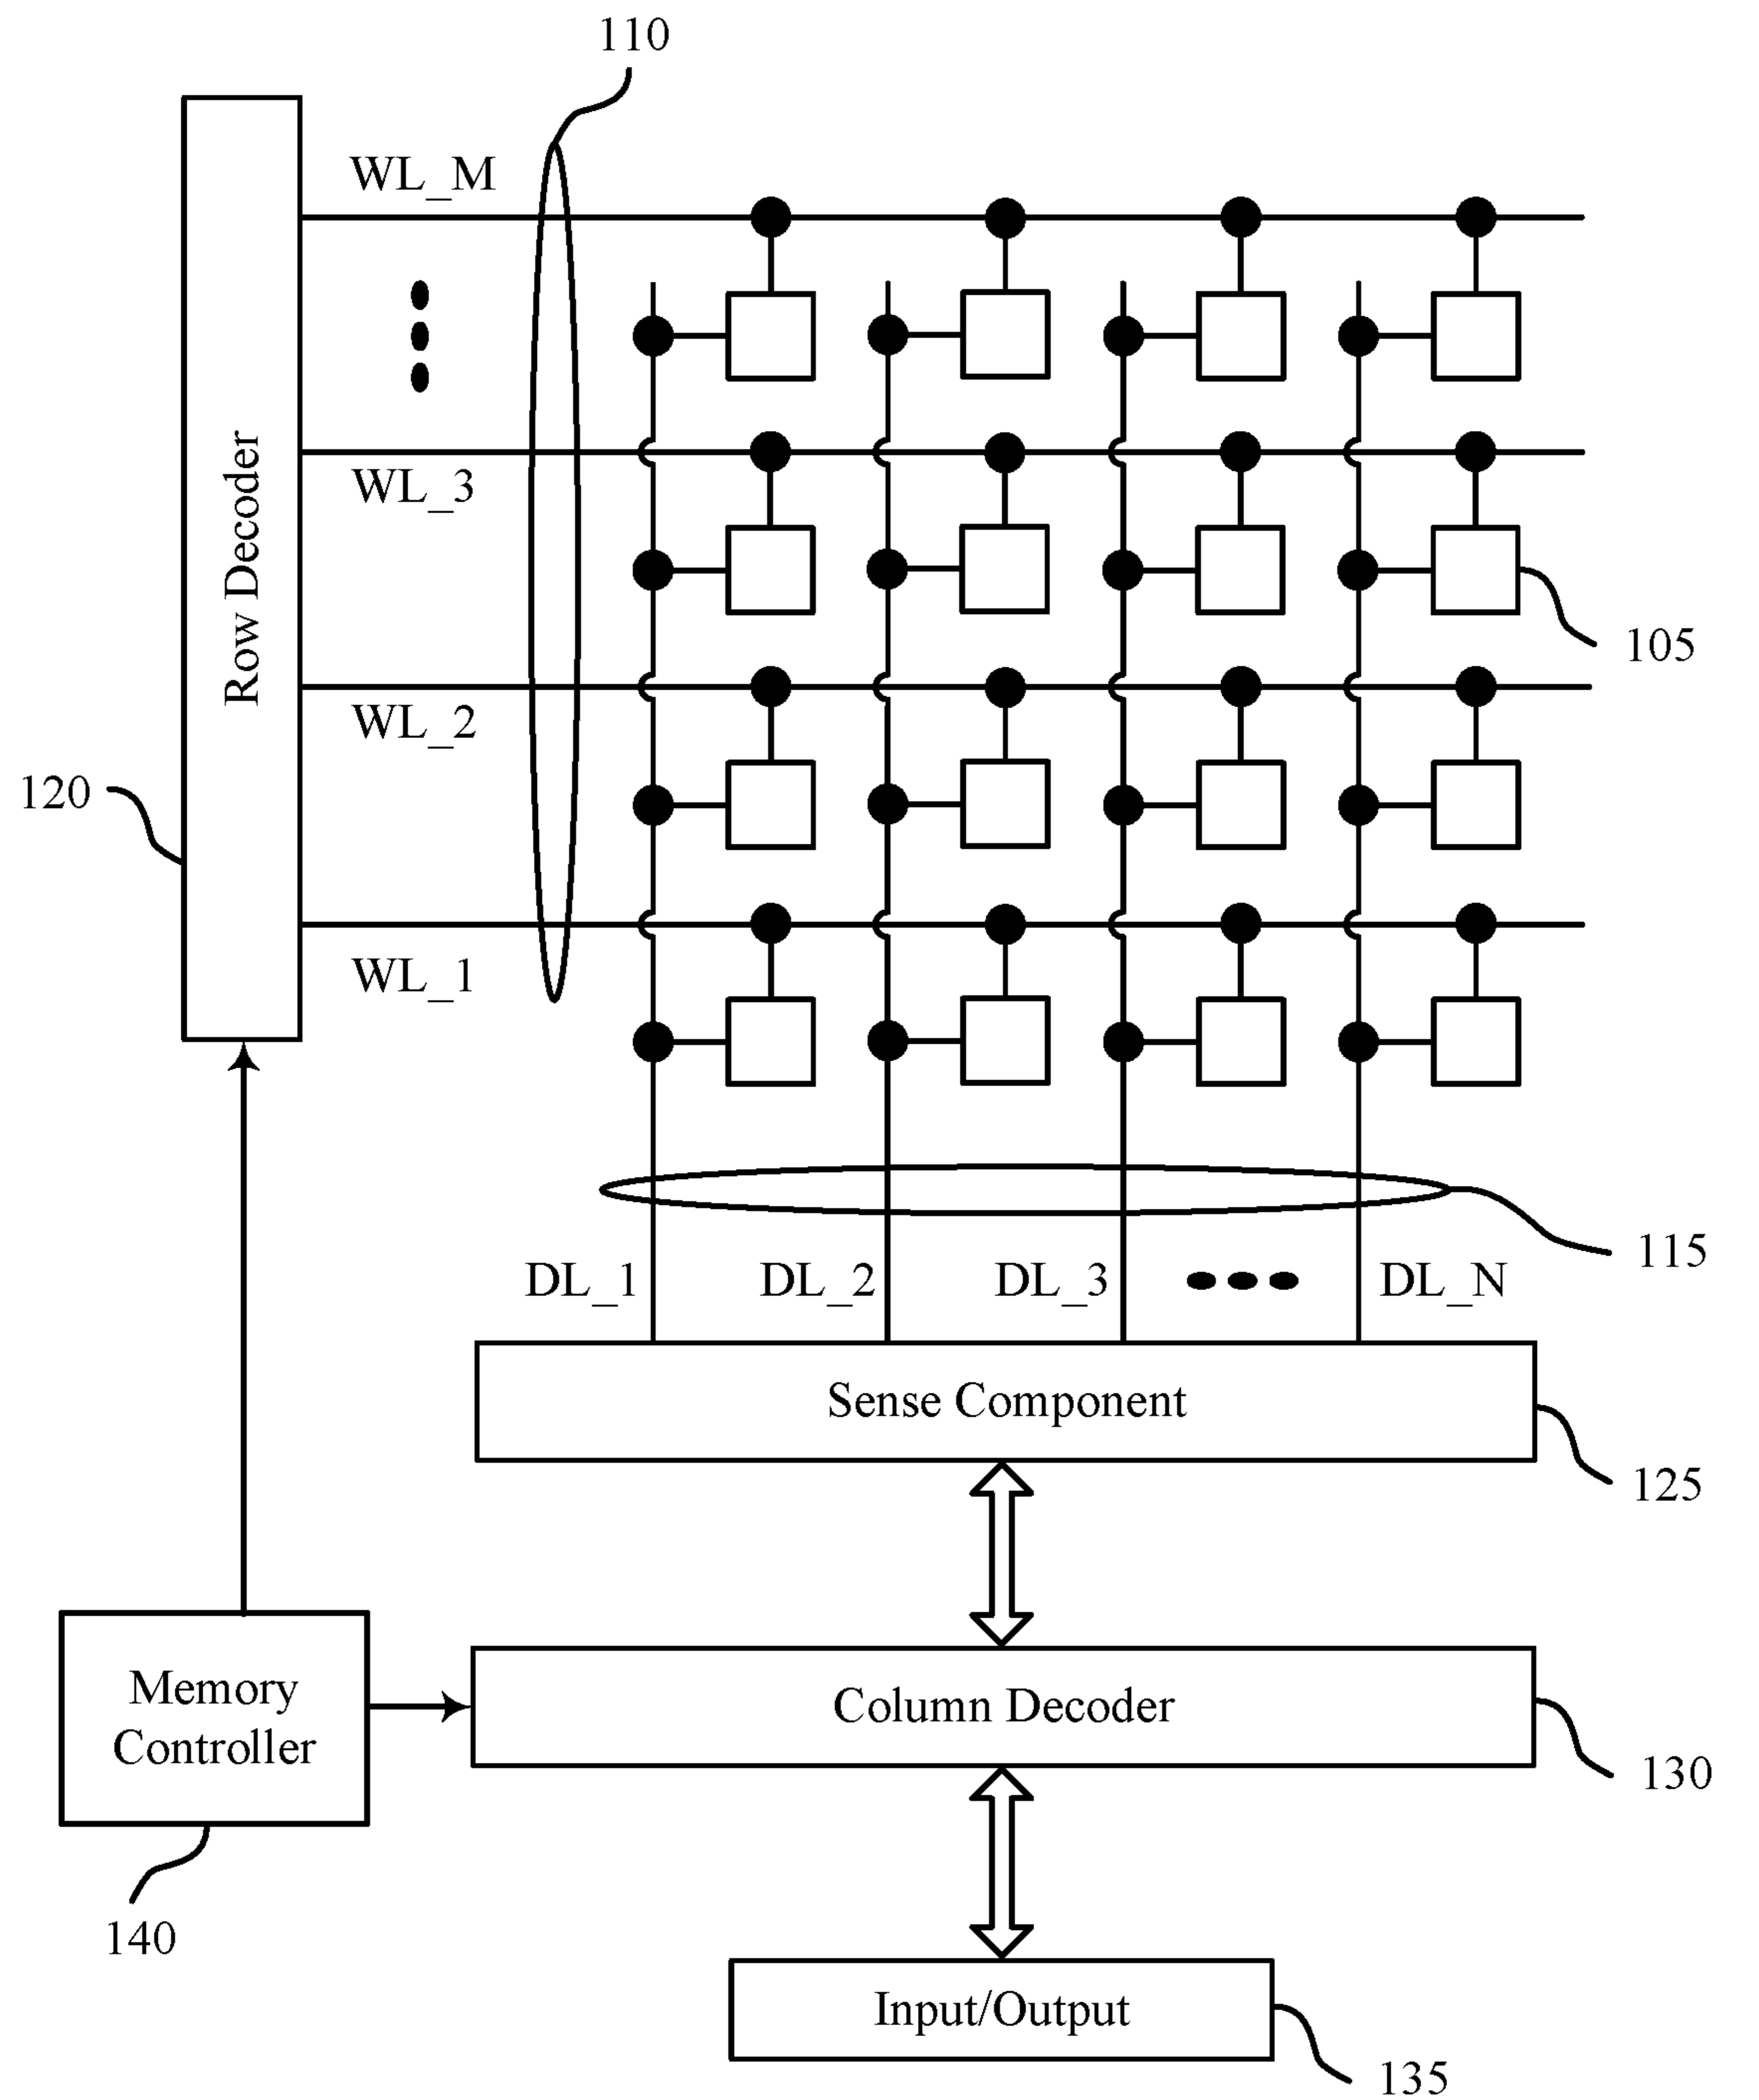 110
WL_M
Row Decoder
WL_3
105
WL_2
120
WL_1
115
DL_1 DL_2 DL_3 DL_N
Sense Component
125
Memory
Controller
Column Decoder
130
140
Input/Output
135